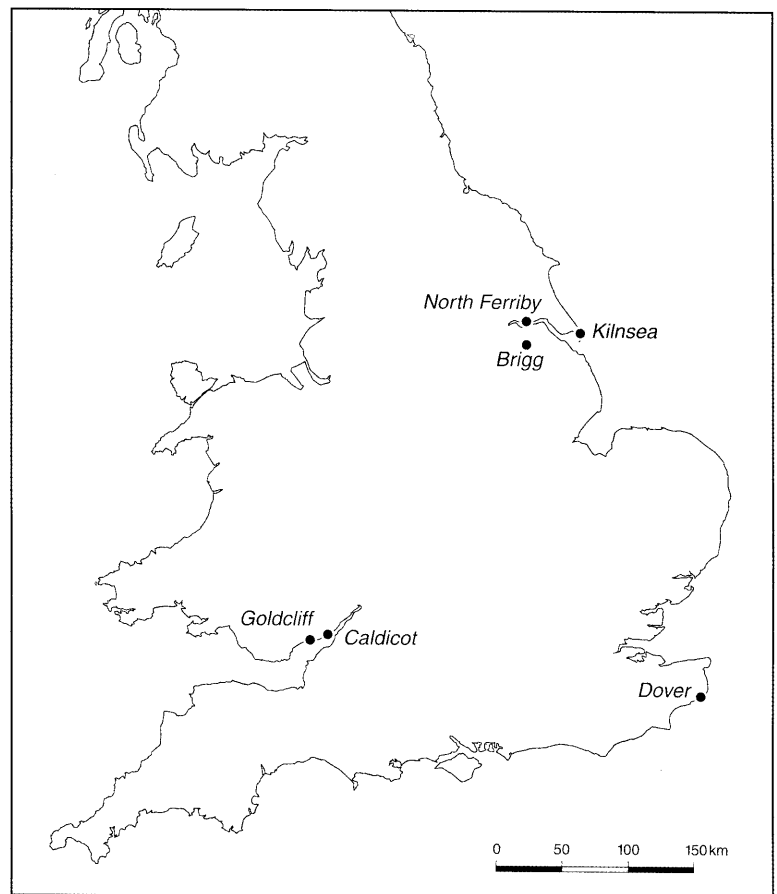 North Ferriby
Kilnsea
Brigg
Goldcliff
Caldicot
Dover
0 50 100 150 km